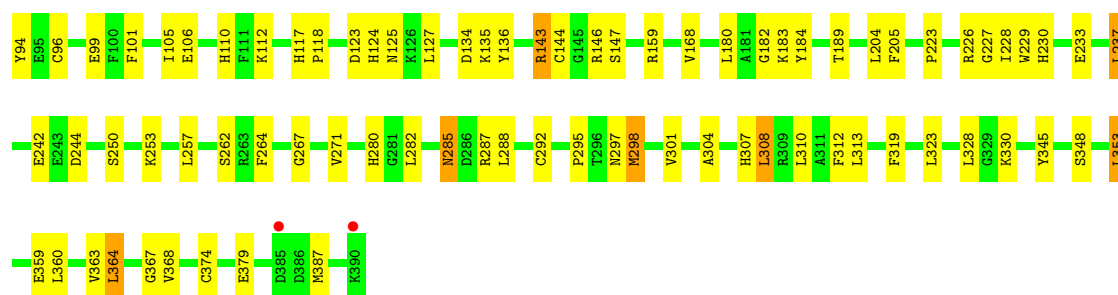 Y94 E95 C96 E99 F100 F101 I105 E106 H110 F111 K112 H117 P118 D123 H124 N125 K126 L127 D134 K135 Y136 R143 C144 G145 R146 S147 R159 V168 L180 A181 G182 K183 Y184 T189 L204 F205 P223 R226 G227 I228 W229 H230 E233 L237
E242 E243 D244 S250 K253 L257 S262 R263 F264 G267 V271 H280 G281 L282 N285 D286 R287 L288 C292 P295 T296 N297 M298 V301 A304 H307 L308 R309 L310 A311 F312 L313 F319 L323 L328 G329 K330 Y345 S348 L353
E359 L360 V363 L364 G367 V368 C374 E379 D385 D386 M387 K390